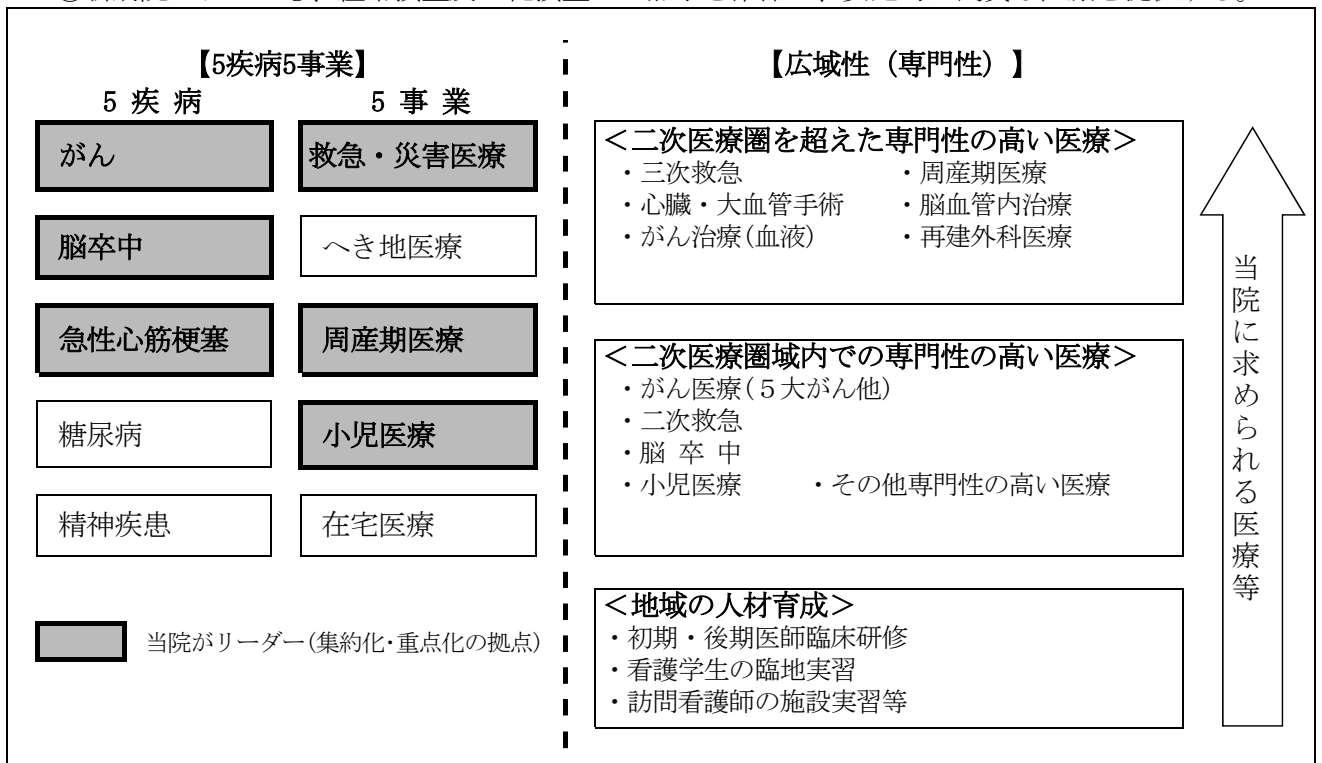 【5疾病5事業】
5 疾 病
5 事 業
がん
救急・災害医療
脳卒中
へき地医療
急性心筋梗塞
周産期医療
糖尿病
小児医療
精神疾患
在宅医療
当院がリーダー(集約化・重点化の拠点)
【広域性（専門性）】
＜二次医療圏を超えた専門性の高い医療＞
・三次救急 ・周産期医療
・心臓・大血管手術 ・脳血管内治療
・がん治療(血液) ・再建外科医療
＜二次医療圏域内での専門性の高い医療＞
・がん医療(５大がん他)
・二次救急
・脳 卒 中
・小児医療 ・その他専門性の高い医療
＜地域の人材育成＞
・初期・後期医師臨床研修
・看護学生の臨地実習
・訪問看護師の施設実習等
当院に求められる医療等